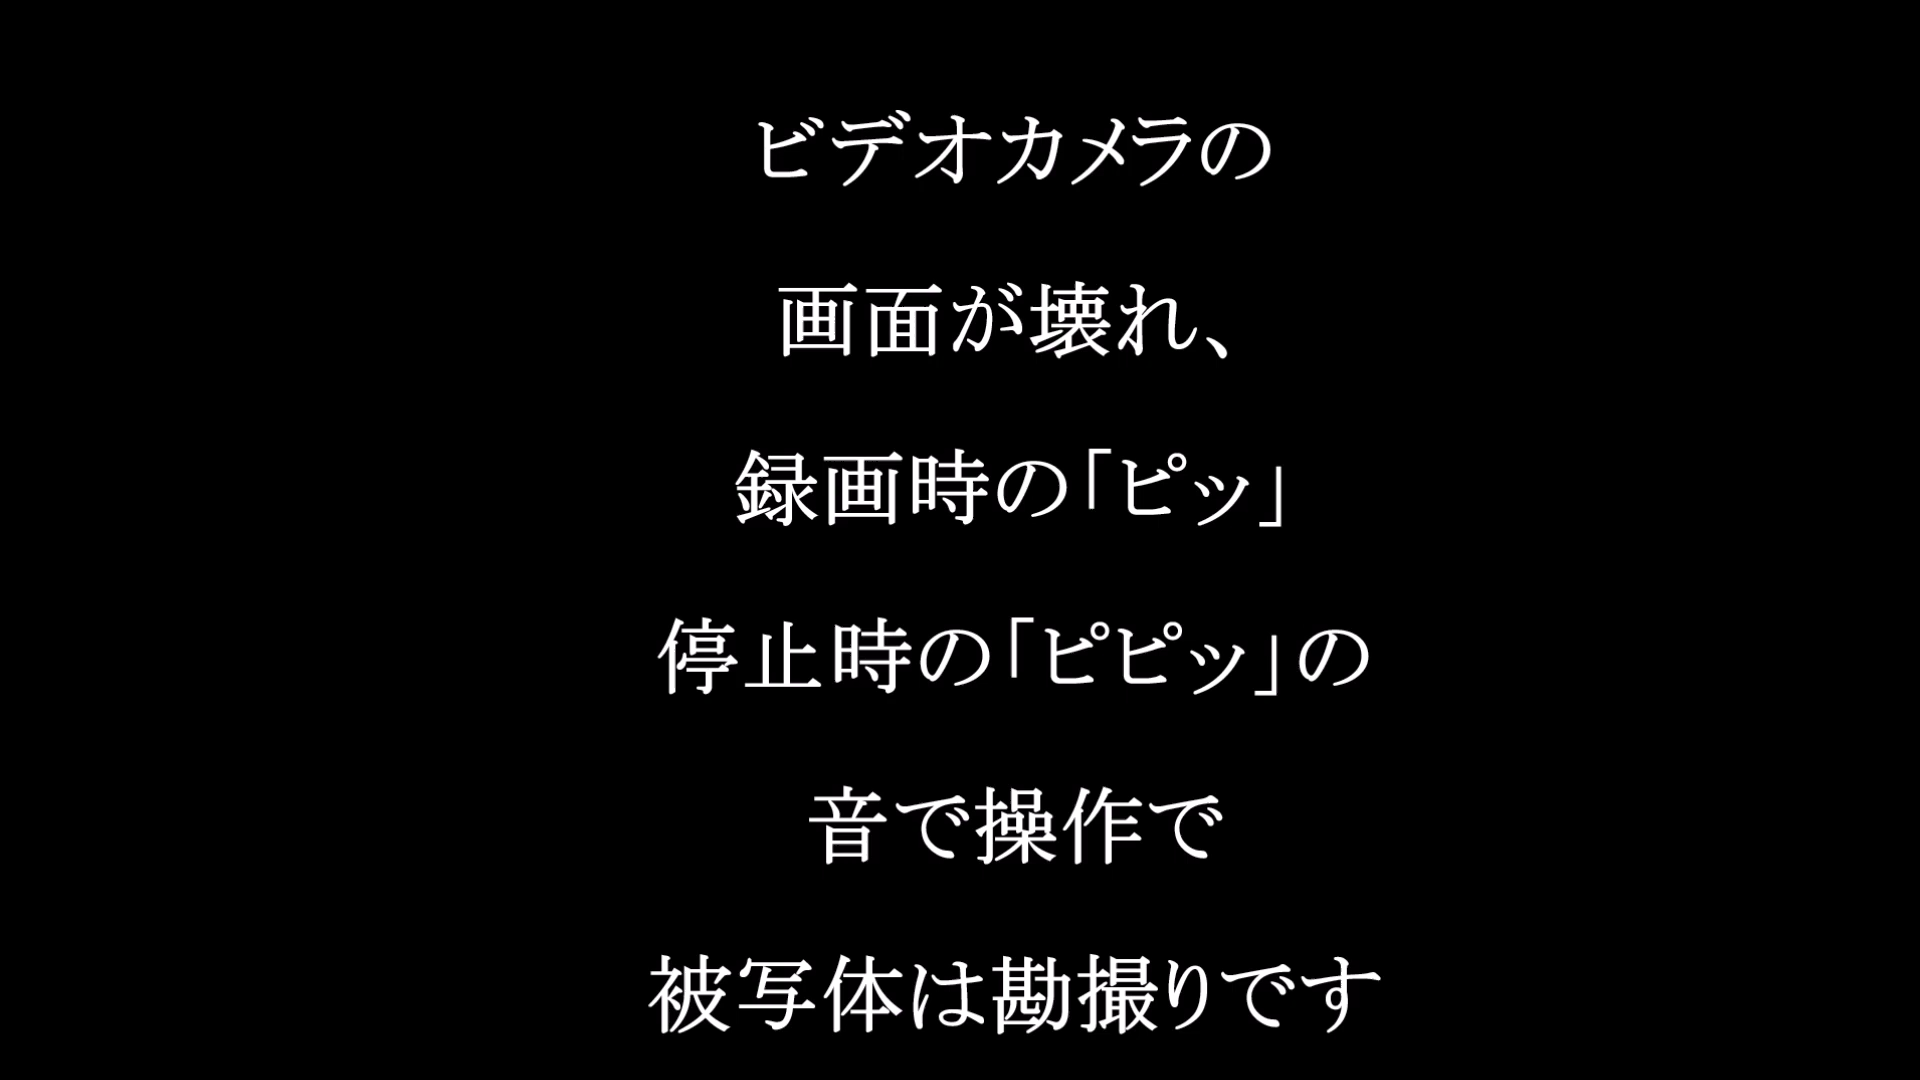 ビデオカメラの
画面が壊れ、
録画時の「ピッ」
停止時の「ピピッ」の
音で操作で
被写体は勘撮りです